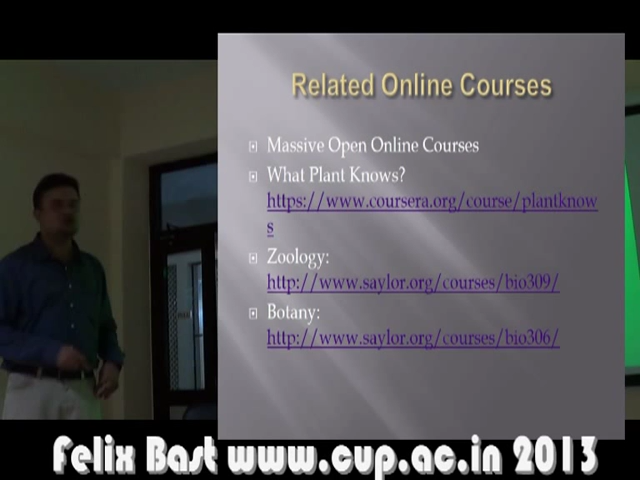 Related Online Courses
Massive Open Online Courses
What Plant Knows?
https://www.coursera.org/course/plantknow
s
Zoology:
http://www.saylor.org/courses/bio309/
Botany:
http://www.saylor.org/courses/bio306/
Felix Bast www.cup.ac.in 2013